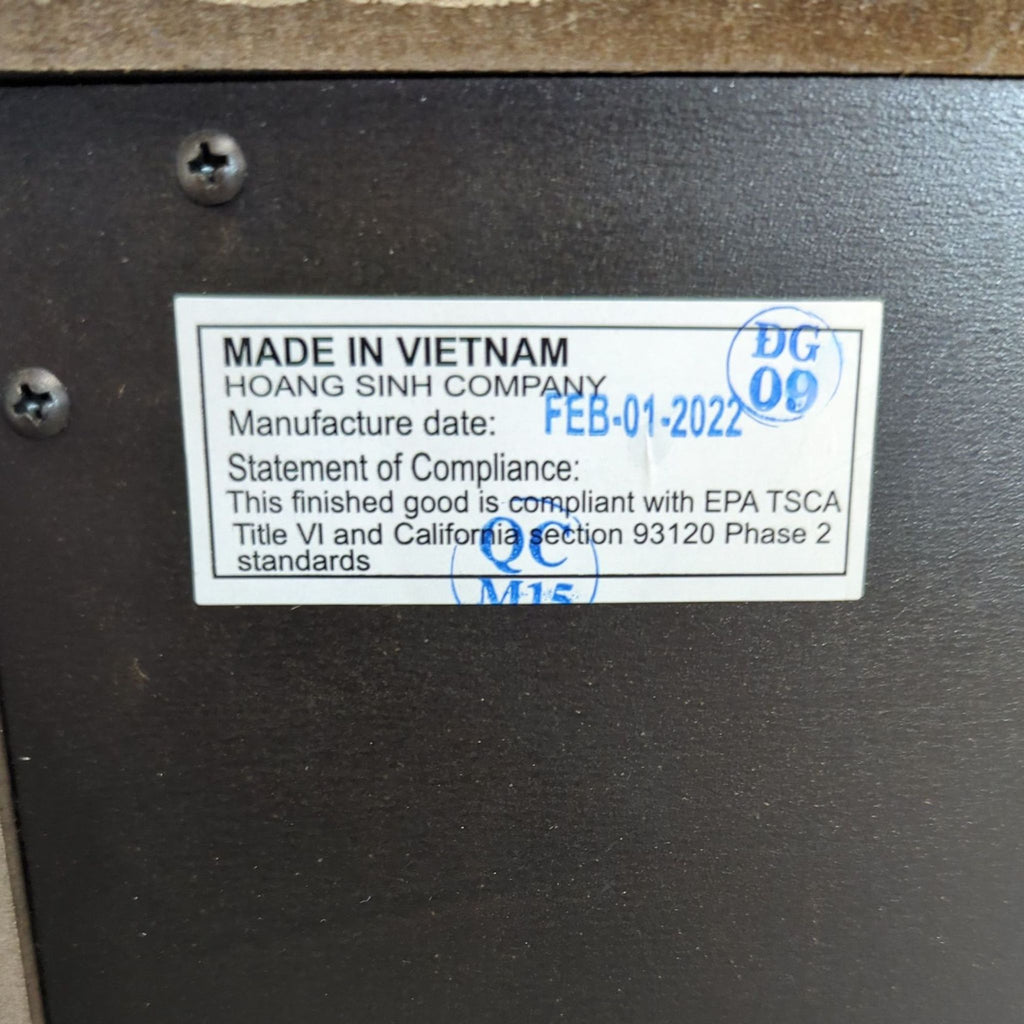 MADE IN VIETNAM
HOANG SINH COMPANY
Manufacture date: FEB-01-2022
ĐG
09
Statement of Compliance:
This finished good is compliant with EPA TSCA
Title VI and California section 93120 Phase 2
standards
QC
M15